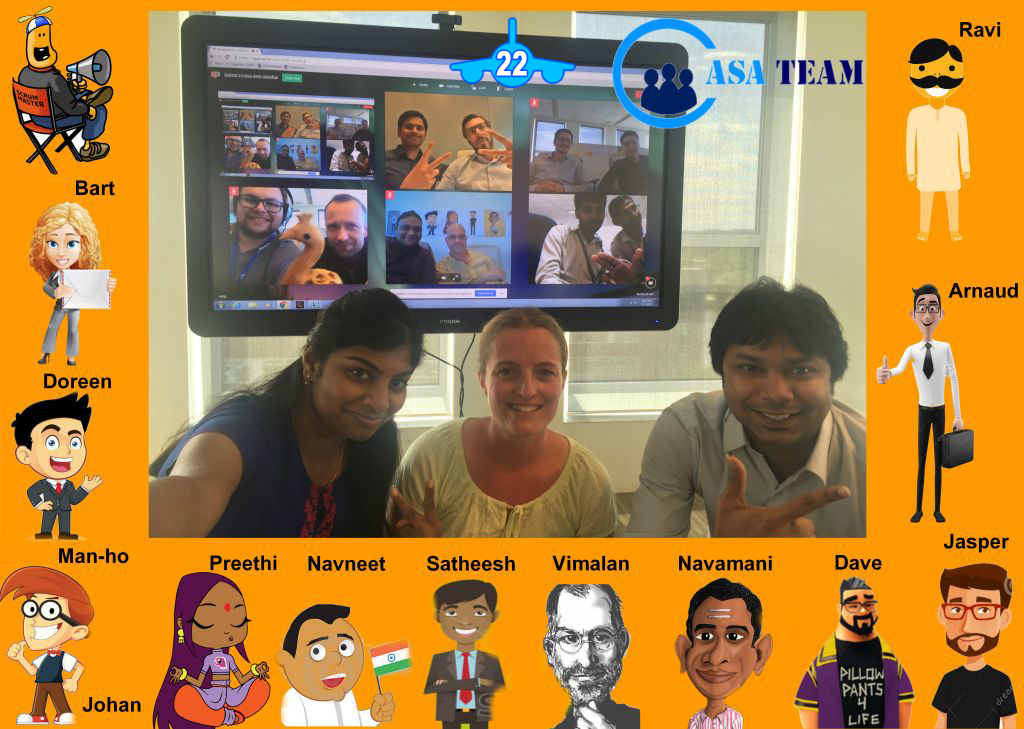 22
ASA TEAM
Ravi
SCRUM
MASTER
Bart
Arnaud
Doreen
CTOUCH
Man-ho
Preethi
Navneet
Satheesh
Vimalan
Navamani
Dave
Jasper
PILLOW
PANTS
4
LIFE
Johan